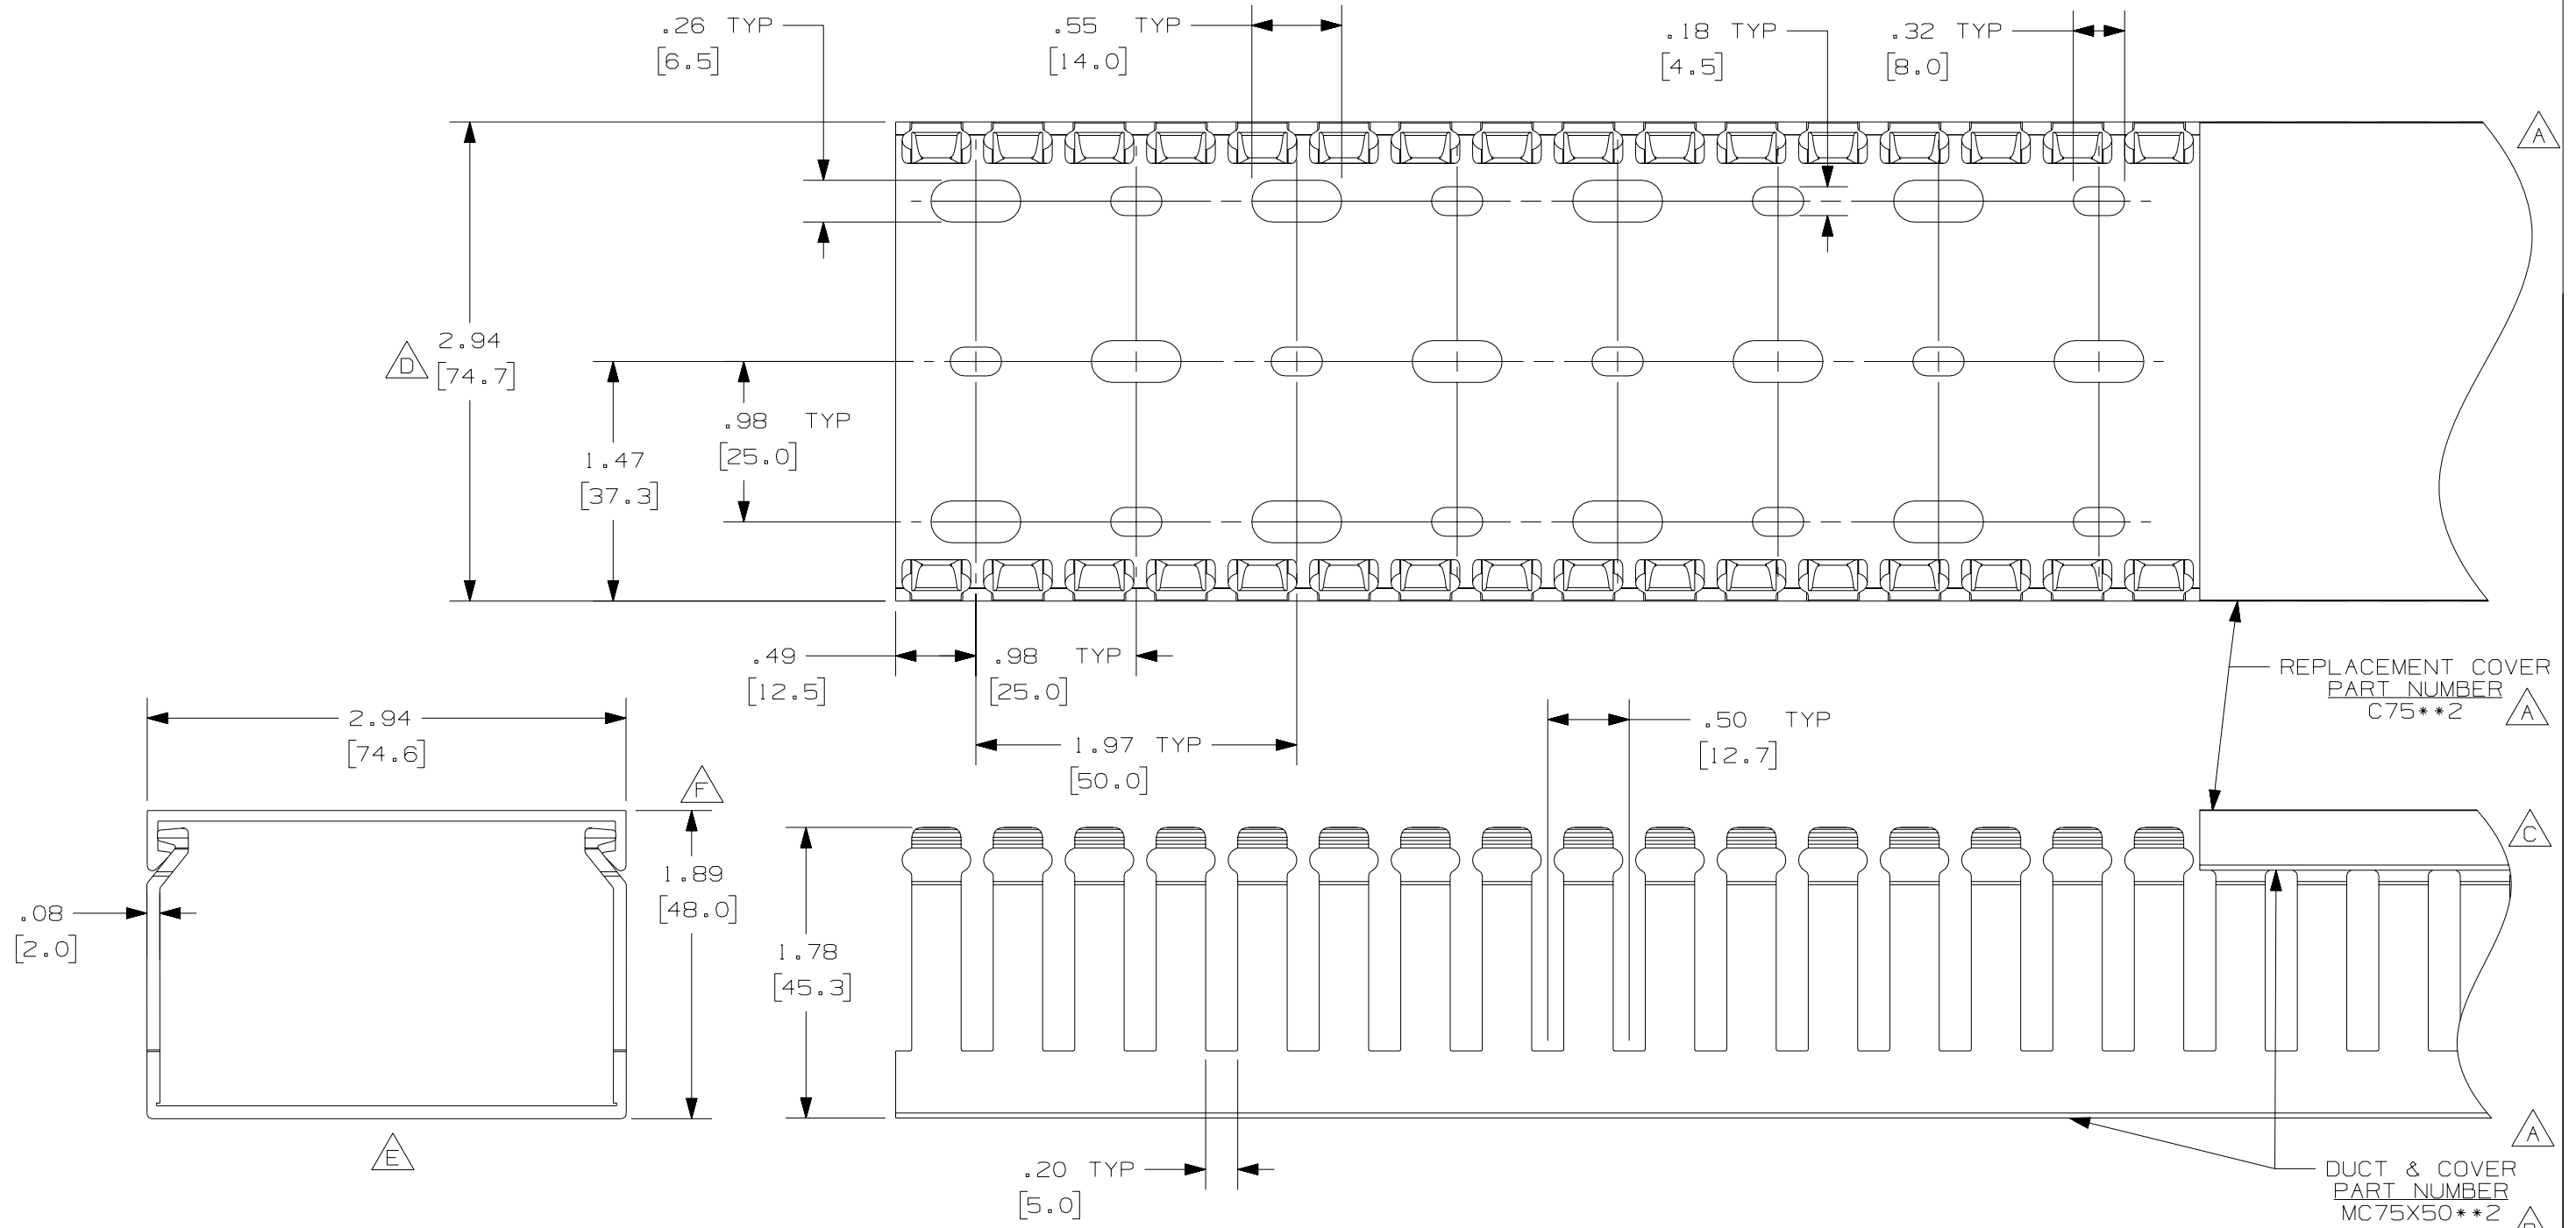 .26 TYP
[6.5]
.55 TYP
[14.0]
.18 TYP
[4.5]
.32 TYP
[8.0]
A
D
2.94
[74.7]
.98 TYP
[25.0]
1.47
[37.3]
.49
[12.5]
.98 TYP
[25.0]
REPLACEMENT COVER
PART NUMBER
C75**2
A
2.94
[74.6]
1.97 TYP
[50.0]
.50 TYP
[12.7]
F
C
1.89
[48.0]
.08
[2.0]
1.78
[45.3]
A
E
.20 TYP
[5.0]
DUCT & COVER
PART NUMBER
MC75X50**2